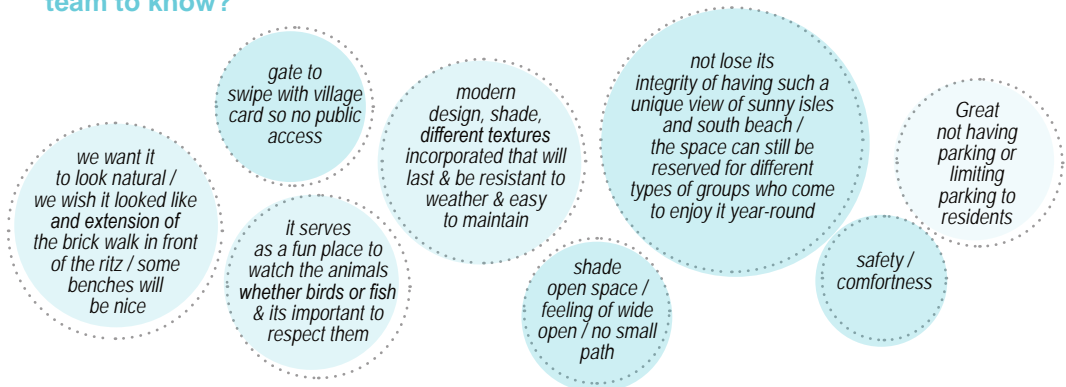 team to know?
we want it
to look natural /
we wish it looked like
and extension of
the brick walk in front
of the ritz / some
benches will
be nice
gate to
swipe with village
card so no public
access
it serves
as a fun place to
watch the animals
whether birds or fish
& its important to
respect them
modern
design, shade,
different textures
incorporated that will
last & be resistant to
weather & easy
to maintain
shade
open space /
feeling of wide
open / no small
path
not lose its
integrity of having such a
unique view of sunny isles
and south beach /
the space can still be
reserved for different
types of groups who come
to enjoy it year-round
safety /
comfortness
Great
not having
parking or
limiting
parking to
residents